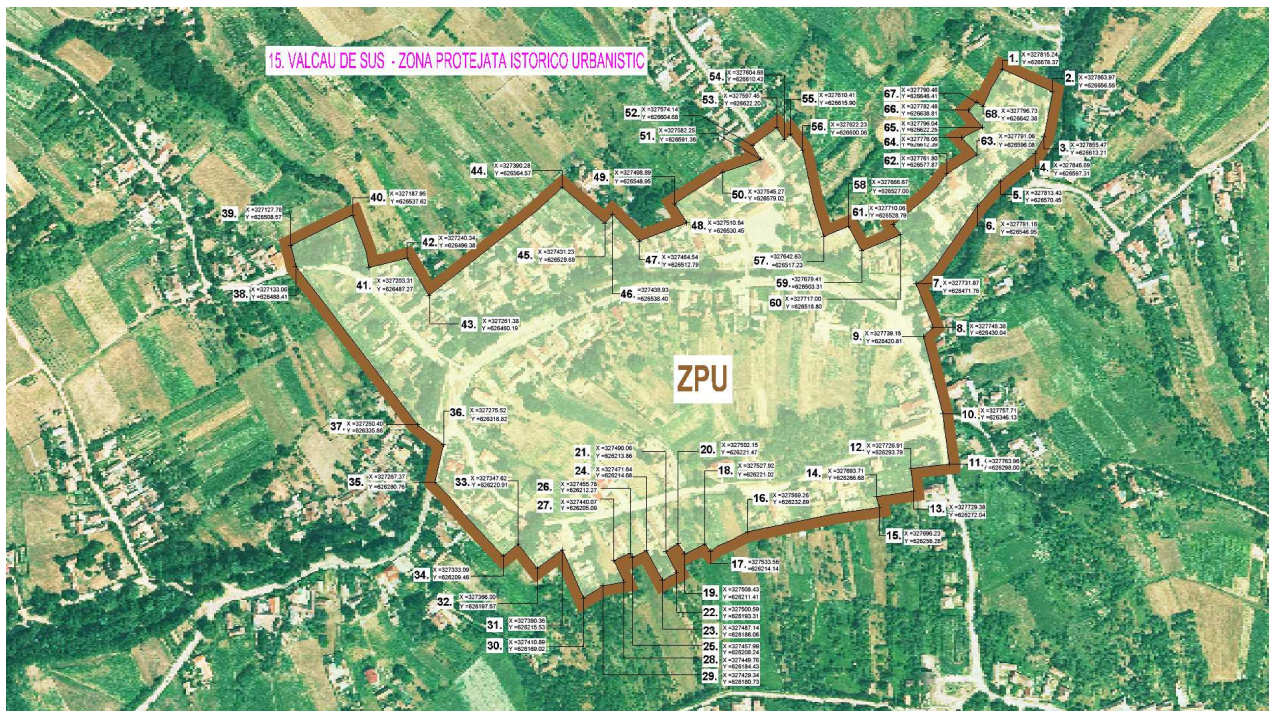 15. VALCAU DE SUS - ZONA PROTEJATA ISTORICO URBANISTIC
1. X =327815.24
Y =626678.37
2. X =327863.97
Y =626656.55
3. X =327855.47
Y =626613.21
4. X =327846.89
Y =626597.31
5. X =327813.43
Y =626570.45
6. X =327791.16
Y =626546.95
7. X =327731.87
Y =626471.76
8. X =327748.38
Y =626430.04
9. X =327739.15
Y =626420.81
10. X =327757.71
Y =626346.13
11. X =327763.96
Y =626298.00
12. X =327726.91
Y =626293.79
13. X =327729.38
Y =626272.04
14. X =327693.71
Y =626266.68
15. X =327696.23
Y =626256.28
16. X =327569.26
Y =626232.89
17. X =327533.56
Y =626214.14
18. X =327527.92
Y =626221.02
19. X =327508.43
Y =626211.41
20. X =327502.15
Y =626221.47
21. X =327490.06
Y =626213.86
22. X =327500.59
Y =626193.31
23. X =327487.14
Y =626186.06
24. X =327471.64
Y =626214.68
25. X =327457.99
Y =626208.24
26. X =327455.78
Y =626212.27
27. X =327440.07
Y =626205.09
28. X =327449.76
Y =626184.43
29. X =327429.34
Y =626180.73
30. X =327410.89
Y =626169.02
31. X =327390.36
Y =626215.53
32. X =327366.00
Y =626197.57
33. X =327347.62
Y =626220.91
34. X =327333.09
Y =626209.46
35. X =327267.37
Y =626280.76
36. X =327275.52
Y =626316.82
37. X =327250.40
Y =626335.86
38. X =327133.06
Y =626488.41
39. X =327127.78
Y =626508.57
40. X =327187.95
Y =626537.62
41. X =327203.31
Y =626487.27
42. X =327240.34
Y =626496.38
43. X =327261.38
Y =626460.19
44. X =327390.28
Y =626564.57
45. X =327431.23
Y =626529.69
46. X =327438.93
Y =626538.40
47. X =327464.54
Y =626512.79
48. X =327510.54
Y =626530.45
49. X =327498.89
Y =626548.95
50. X =327545.27
Y =626579.02
51. X =327582.25
Y =626591.36
52. X =327574.14
Y =626604.68
53. X =327597.45
Y =626622.20
54. X =327604.68
Y =626610.43
55. X =327610.41
Y =626615.90
56. X =327622.23
Y =626600.06
57. X =327642.63
Y =626517.23
58. X =327666.67
Y =626527.00
59. X =327679.41
Y =626503.31
60. X =327717.00
Y =626518.80
61. X =327710.06
Y =626528.79
62. X =327761.80
Y =626577.87
63. X =327791.06
Y =626596.08
64. X =327776.06
Y =626612.39
65. X =327796.04
Y =626622.25
66. X =327782.48
Y =626638.81
67. X =327790.46
Y =626646.41
68. X =327796.73
Y =626642.38
ZPU